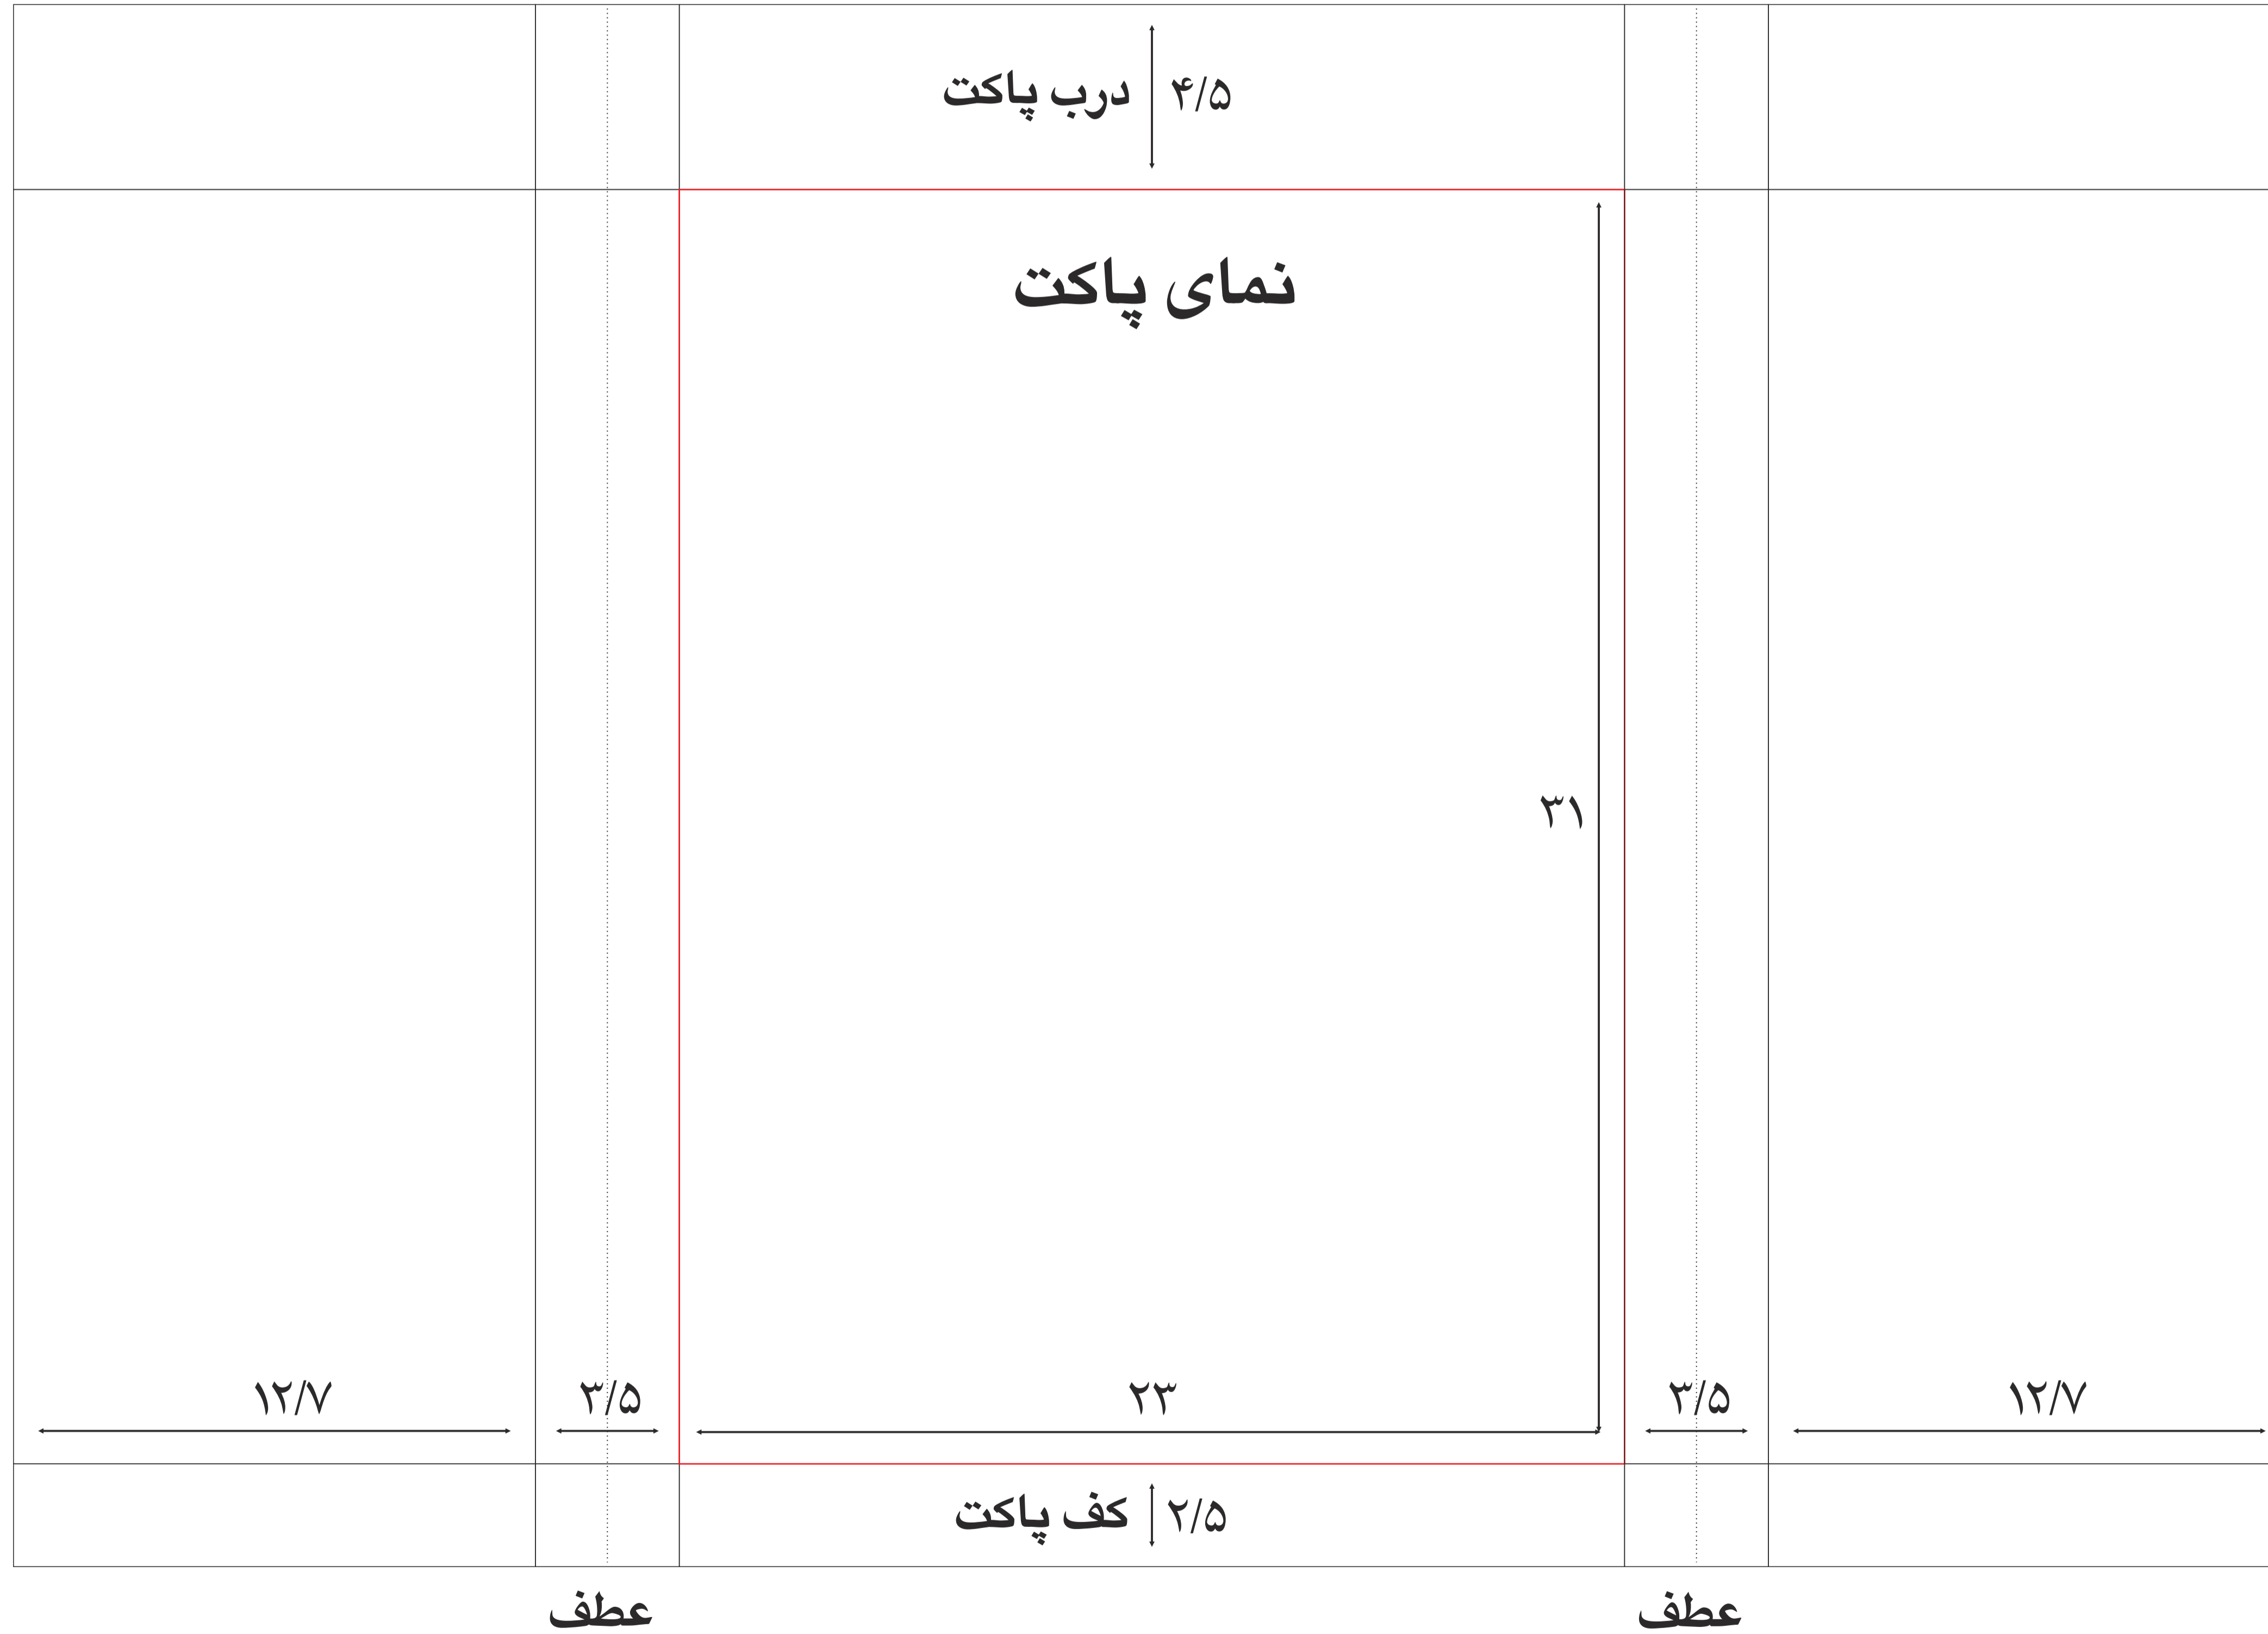 ۴/۵ درب پاکت
نمای پاکت
۳۱
۱۲/۷ ۳/۵ ۲۳ ۳/۵ ۱۲/۷
۲/۵ کف پاکت
عطف عطف